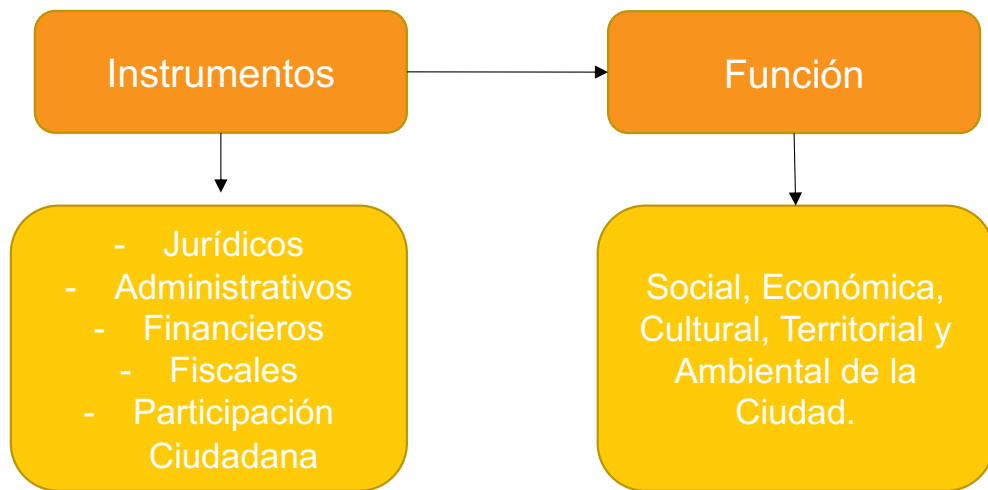 Instrumentos
Función
- Jurídicos
- Administrativos
- Financieros
- Fiscales
- Participación
Ciudadana
Social, Económica,
Cultural, Territorial y
Ambiental de la
Ciudad.